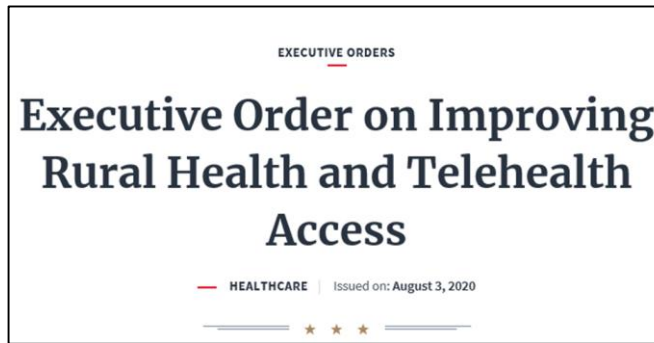 EXECUTIVE ORDERS
Executive Order on Improving
Rural Health and Telehealth
Access
HEALTHCARE | Issued on: August 3, 2020